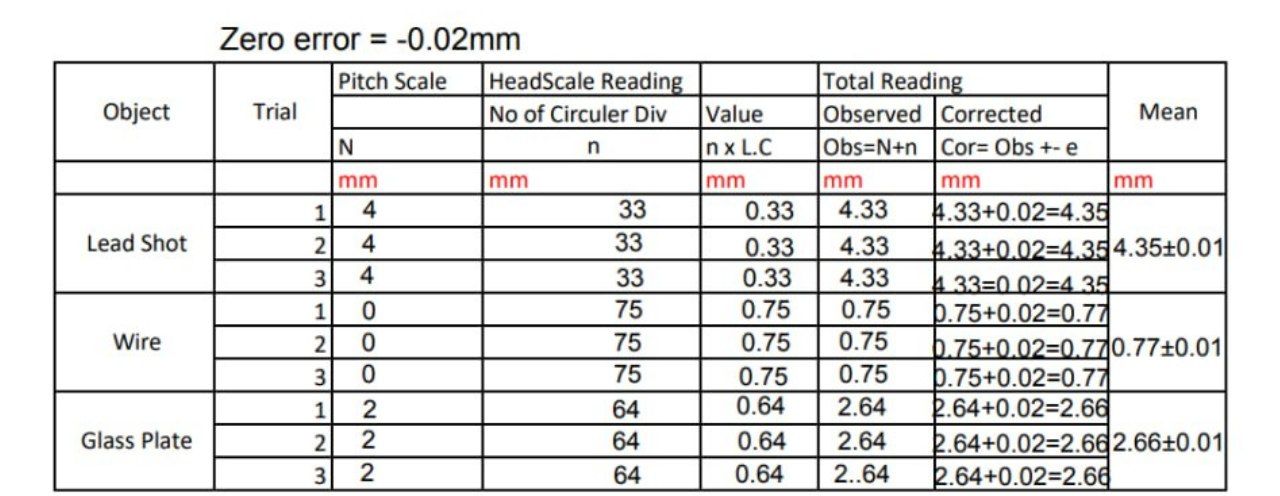 Zero error = -0.02mm
Pitch Scale HeadScale Reading Total Reading
Object Trial No of Circuler Div Value Observed Corrected Mean
N n n x L.C Obs=N+n Cor= Obs +- e
mm mm mm mm mm mm
1 4 33 0.33 4.33 4.33+0.02=4.35
Lead Shot 2 4 33 0.33 4.33 4.33+0.02=4.35 4.35±0.01
3 4 33 0.33 4.33 4 33=0 02=4 35
1 0 75 0.75 0.75 0.75+0.02=0.77
Wire 2 0 75 0.75 0.75 0.75+0.02=0.77 0.77±0.01
3 0 75 0.75 0.75 0.75+0.02=0.77
1 2 64 0.64 2.64 2.64+0.02=2.66
Glass Plate 2 2 64 0.64 2.64 2.64+0.02=2.66 2.66±0.01
3 2 64 0.64 2..64 2.64+0.02=2.66